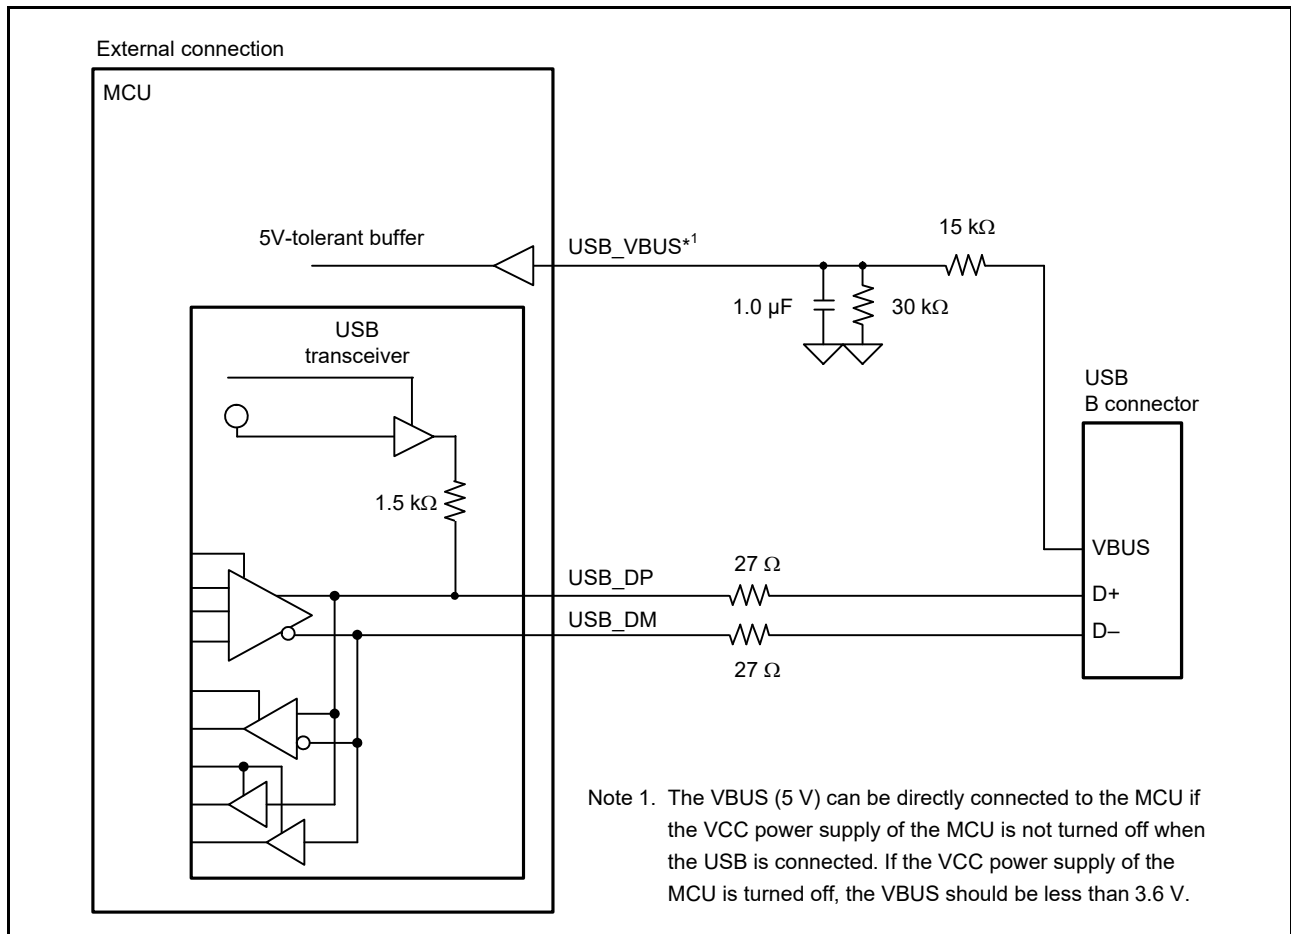 External connection
MCU
5V-tolerant buffer
USB_VBUS*1
15 kΩ
1.0 µF
30 kΩ
USB
transceiver
USB
B connector
1.5 kΩ
VBUS
USB_DP
27 Ω
D+
USB_DM
D–
27 Ω
Note 1. The VBUS (5 V) can be directly connected to the MCU if
the VCC power supply of the MCU is not turned off when
the USB is connected. If the VCC power supply of the
MCU is turned off, the VBUS should be less than 3.6 V.